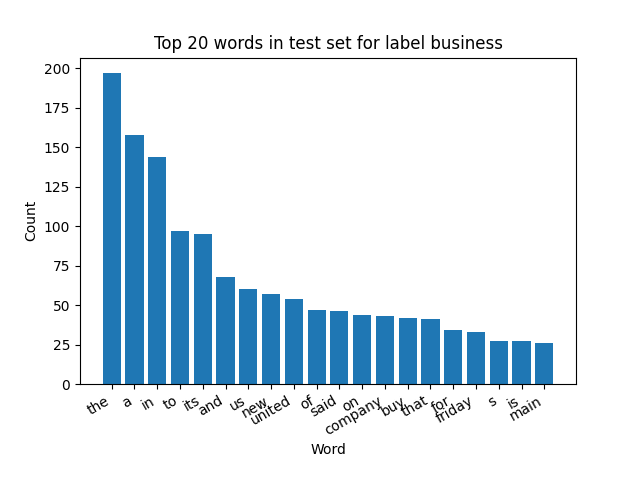 Top 20 words in test set for label business
Count
200
175
150
125
100
75
50
25
0
the a in to its and us new united of said on company buy that for friday s is main
Word